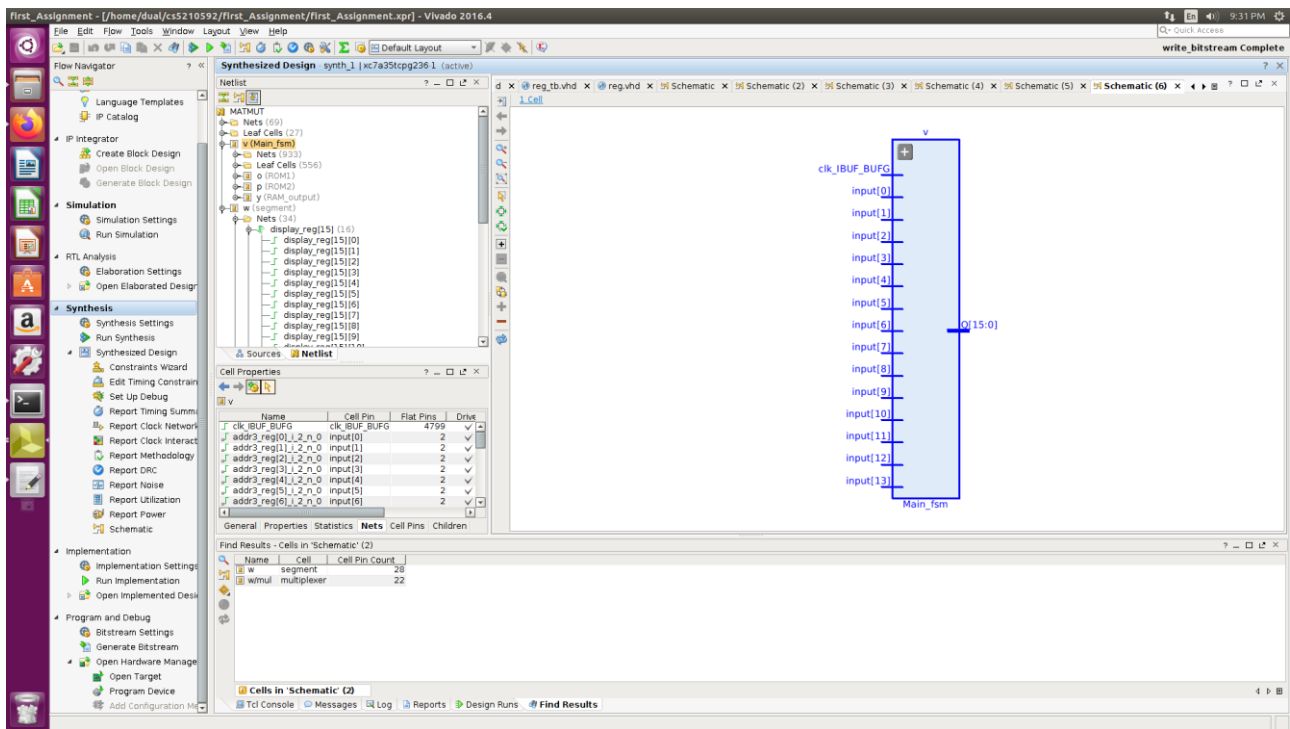 first_Assignment - [/home/dual/cs5210592/first_Assignment/first_Assignment.xpr] - Vivado 2016.4
En
9:31 PM
File Edit Flow Tools Window Layout View Help
Q- Quick Access
Default Layout
write_bitstream Complete
Flow Navigator
Language Templates
IP Catalog
IP Integrator
Create Block Design
Open Block Design
Generate Block Design
Simulation
Simulation Settings
Run Simulation
RTL Analysis
Elaboration Settings
Open Elaborated Design
Synthesis
Synthesis Settings
Run Synthesis
Synthesized Design
Constraints Wizard
Edit Timing Constrain
Set Up Debug
Report Timing Summa
Report Clock Network
Report Clock Interact
Report Methodology
Report DRC
Report Noise
Report Utilization
Report Power
Schematic
Implementation
Implementation Settings
Run Implementation
Open Implemented Desi
Program and Debug
Bitstream Settings
Generate Bitstream
Open Hardware Manage
Open Target
Program Device
Add Configuration Me
Synthesized Design - synth_1 | xc7a35tcpg236-1 (active)
Netlist
MATMUT
Nets (69)
Leaf Cells (27)
v (Main_fsm)
Nets (933)
Leaf Cells (556)
o (ROM1)
p (ROM2)
y (RAM_output)
w (segment)
Nets (34)
display_reg[15] (16)
display_reg[15][0]
display_reg[15][1]
display_reg[15][2]
display_reg[15][3]
display_reg[15][4]
display_reg[15][5]
display_reg[15][6]
display_reg[15][7]
display_reg[15][8]
display_reg[15][9]
display_reg[15][10]
Sources Netlist
Cell Properties
v
Name Cell Pin Flat Pins Drive
clk_IBUF_BUFG clk_IBUF_BUFG 4799
addr3_reg[0]_i_2_n_0 input[0] 2
addr3_reg[1]_i_2_n_0 input[1] 2
addr3_reg[2]_i_2_n_0 input[2] 2
addr3_reg[3]_i_2_n_0 input[3] 2
addr3_reg[4]_i_2_n_0 input[4] 2
addr3_reg[5]_i_2_n_0 input[5] 2
addr3_reg[6]_i_2_n_0 input[6] 2
General Properties Statistics Nets Cell Pins Children
d reg_tb.vhd reg.vhd Schematic Schematic (2) Schematic (3) Schematic (4) Schematic (5) Schematic (6)
1 Cell
v
clk_IBUF_BUFG
input[0]
input[1]
input[2]
input[3]
input[4]
input[5]
input[6]
Q[15:0]
input[7]
input[8]
input[9]
input[10]
input[11]
input[12]
input[13]
Main_fsm
Find Results - Cells in 'Schematic' (2)
Name Cell Cell Pin Count
w segment 28
w/mul multiplexer 22
Cells in 'Schematic' (2)
Tcl Console Messages Log Reports Design Runs Find Results